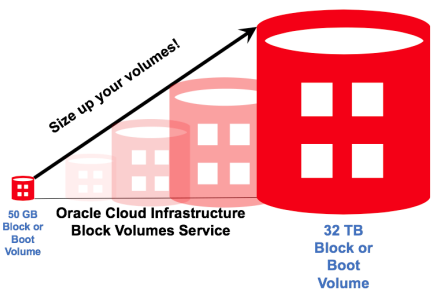 Size up your volumes!
50 GB
Block or
Boot
Volume
Oracle Cloud Infrastructure
Block Volumes Service
32 TB
Block or
Boot
Volume